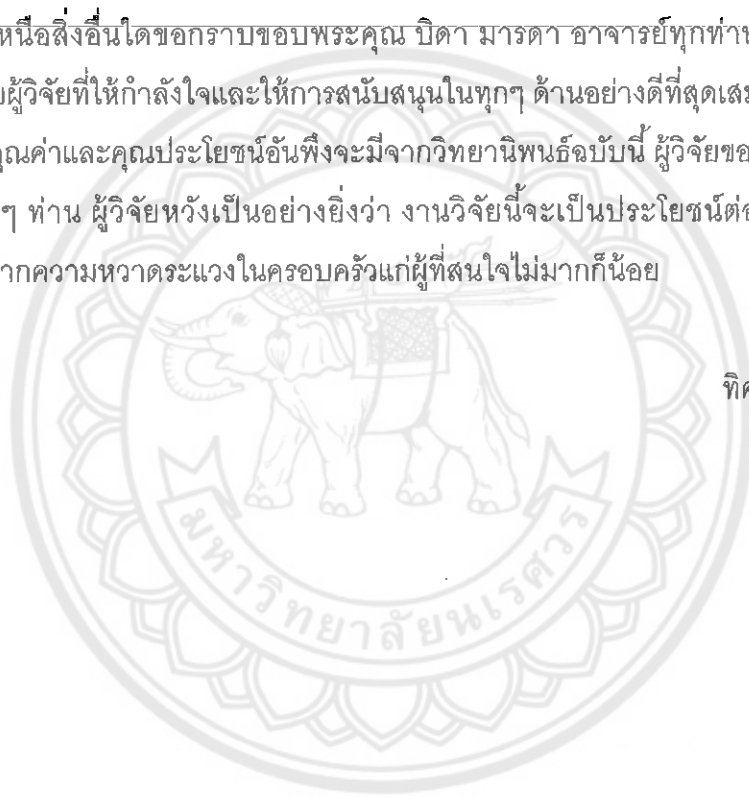 หนือสิ่งอื่นใดขอกราบขอบพระคุณ บิดา มารดา อาจารย์ทุกท่าน
ผู้วิจัยที่ให้กำลังใจและให้การสนับสนุนในทุกๆ ด้านอย่างดีที่สุดเสม
ุณค่าและคุณประโยชน์อันพึงจะมีจากวิทยานิพนธ์ฉบับนี้ ผู้วิจัยขอ
ๆ ท่าน ผู้วิจัยหวังเป็นอย่างยิ่งว่า งานวิจัยนี้จะเป็นประโยชน์ต่อ
ากความหวาดระแวงในครอบครัวแก่ผู้ที่สนใจไม่มากก็น้อย
ทิศ
มหาวิทยาลัยนเรศวร